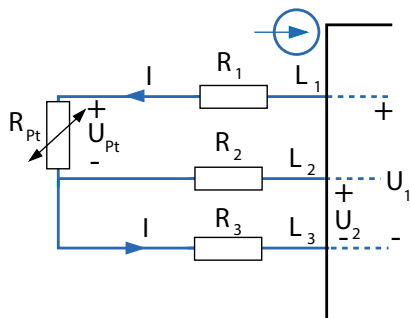 I R1 L1
+
RPt + UPt -
R2 L2
U1
+ U2 -
I R3 L3
-